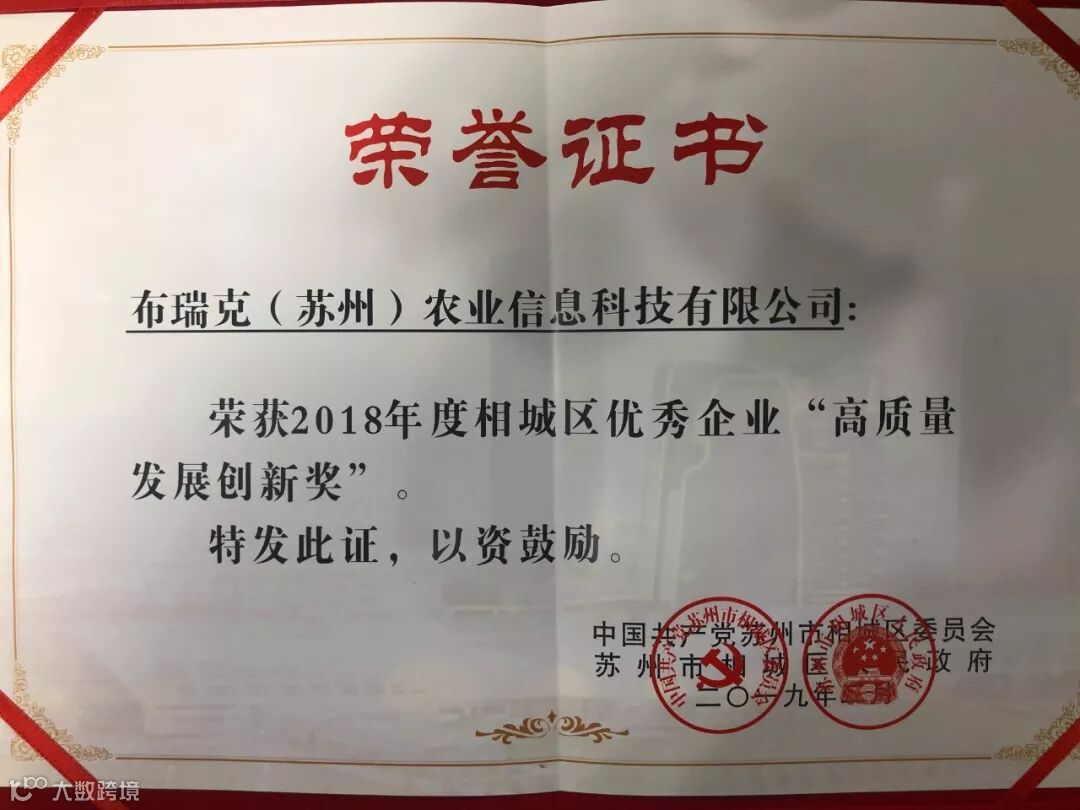 荣誉证书
布瑞克（苏州）农业信息科技有限公司：
荣获2018年度相城区优秀企业“高质量
发展创新奖”。
特发此证，以资鼓励。
中国共产党苏州市相城区委员会
苏州市相城区人民政府
二〇一九年
大数跨境